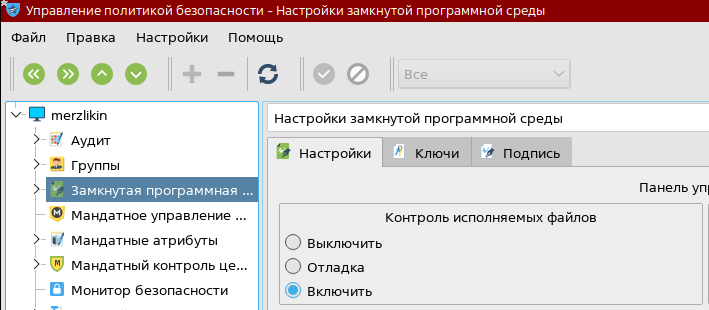 Управление политикой безопасности – Настройки замкнутой программной среды
Файл Правка Настройки Помощь
Все
merzlikin
Аудит
Группы
Замкнутая программная ...
Мандатное управление ...
Мандатные атрибуты
Мандатный контроль це...
Монитор безопасности
Настройки замкнутой программной среды
Настройки Ключи Подпись
Панель уп
Контроль исполняемых файлов
Выключить
Отладка
Включить